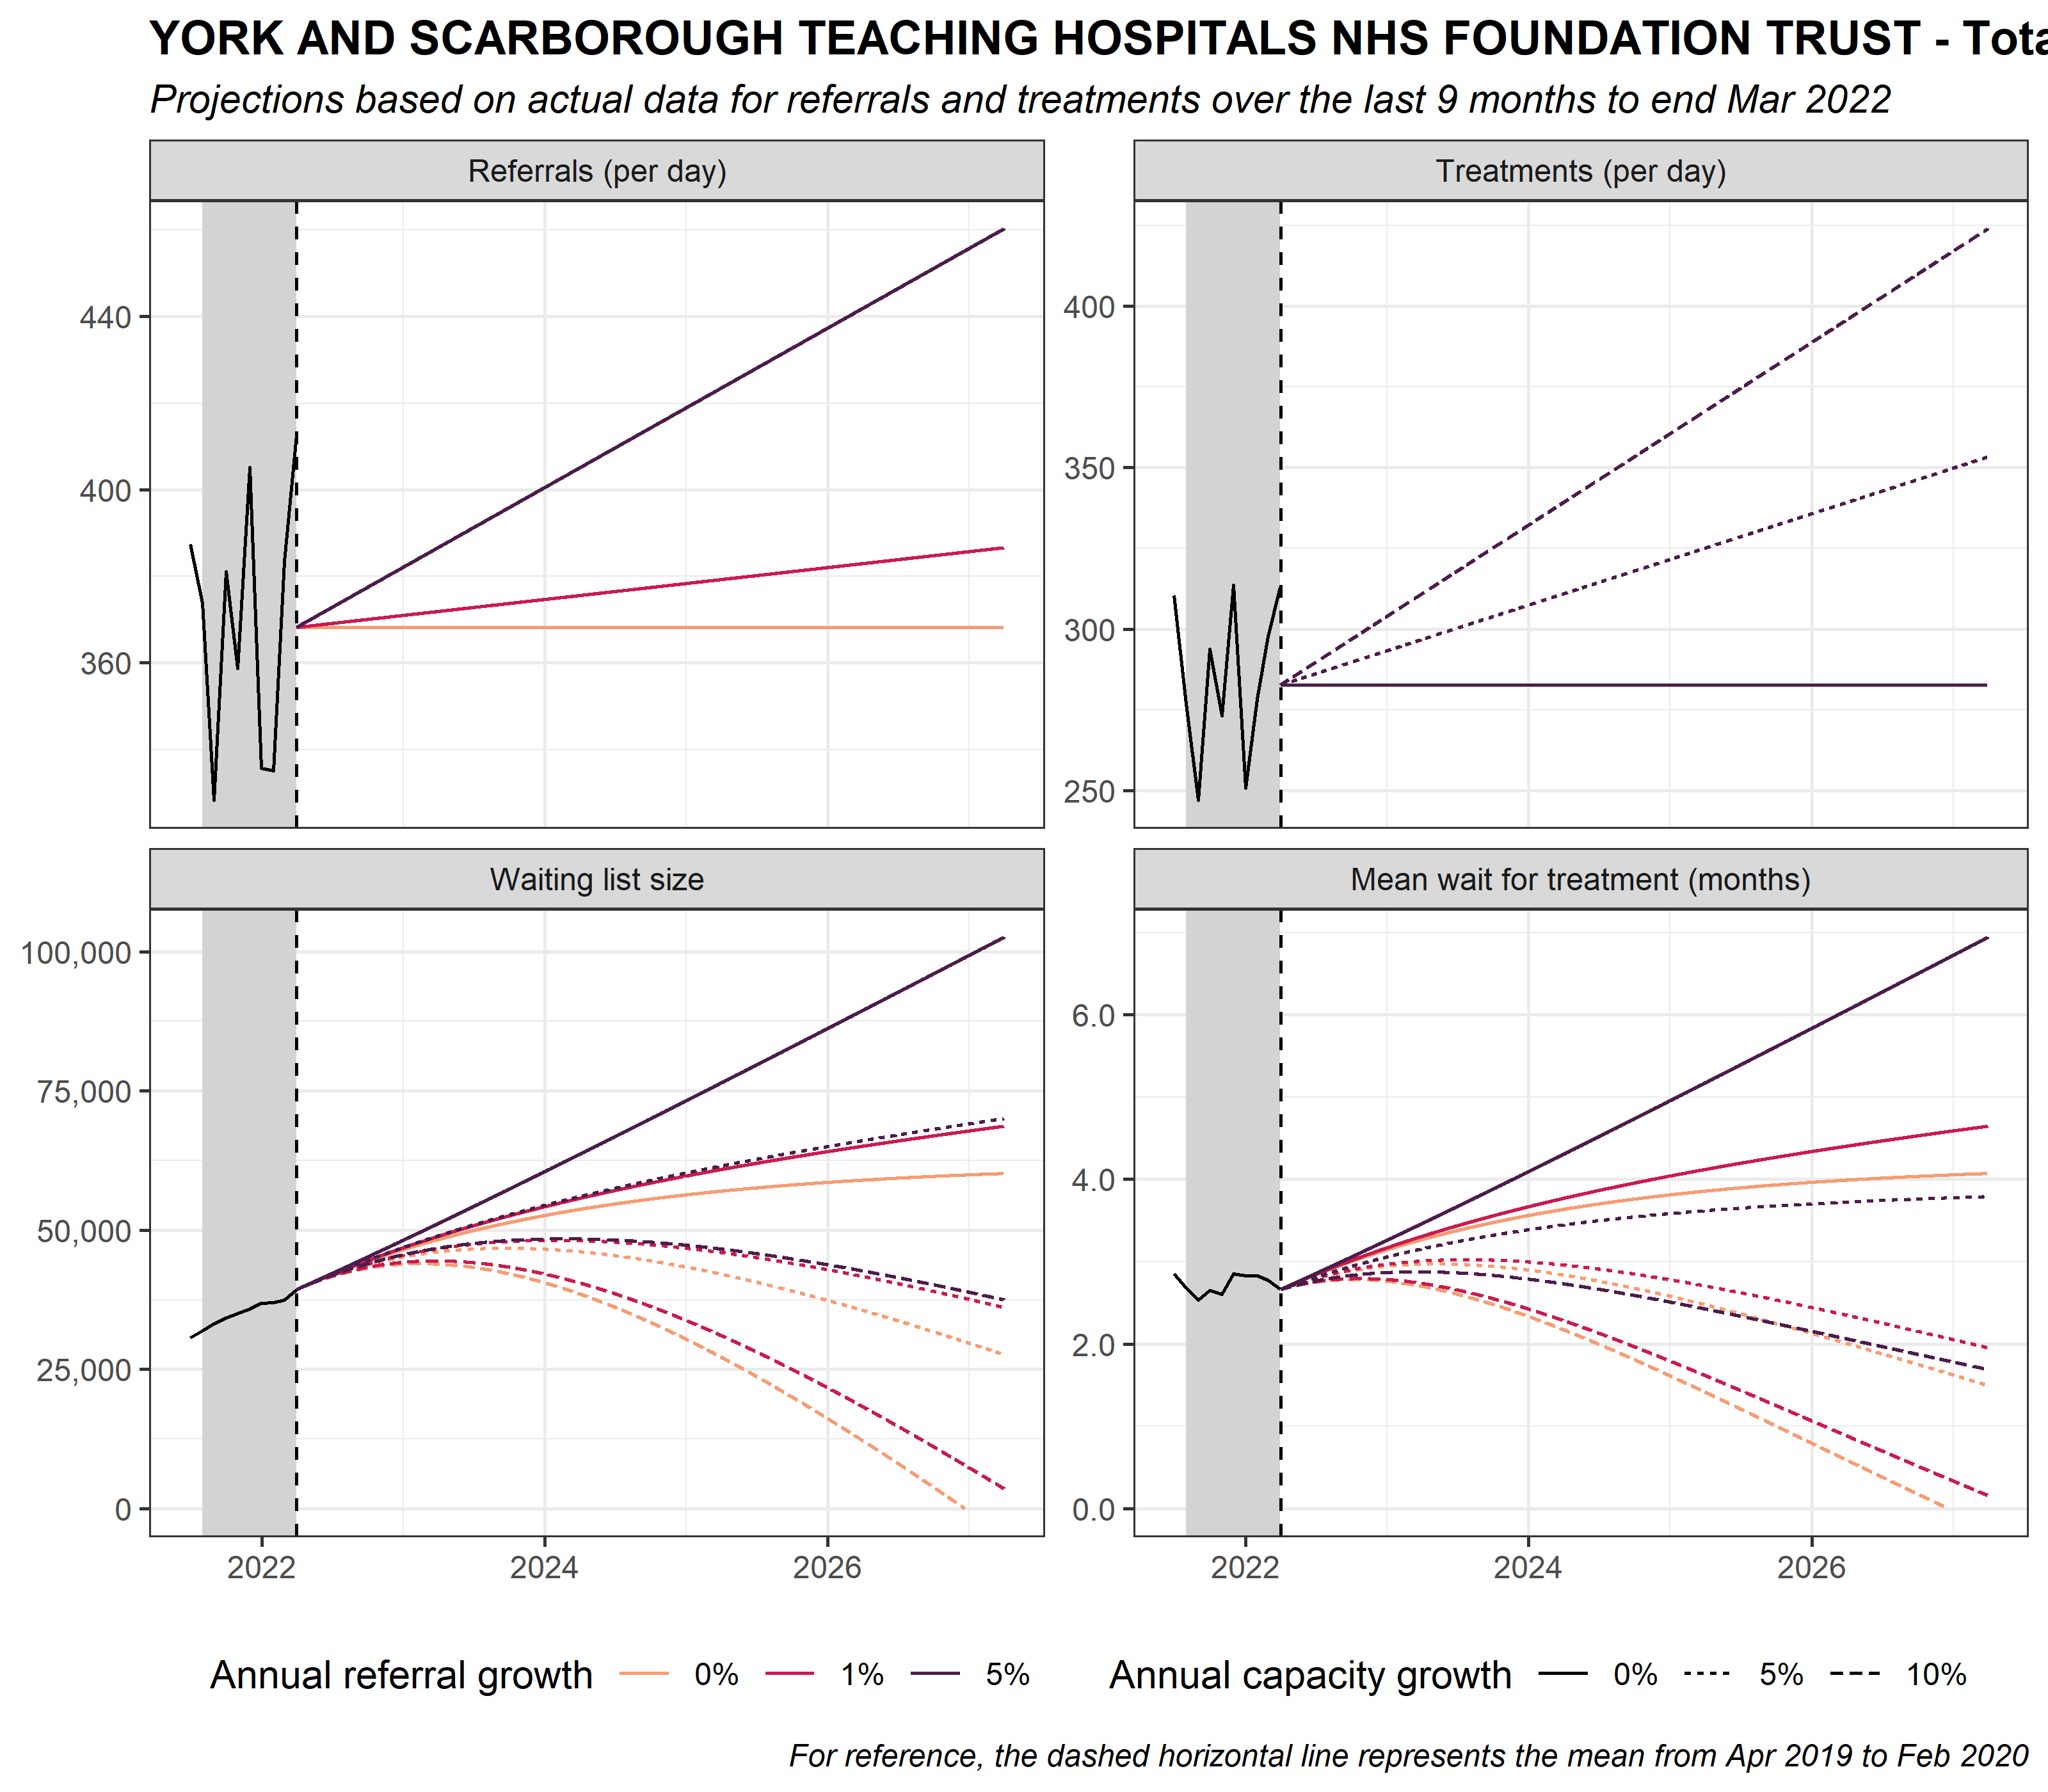 YORK AND SCARBOROUGH TEACHING HOSPITALS NHS FOUNDATION TRUST - Tota
Projections based on actual data for referrals and treatments over the last 9 months to end Mar 2022
Referrals (per day)
440
400
360
Treatments (per day)
400
350
300
250
Waiting list size
100,000
75,000
50,000
25,000
0
2022 2024 2026
Mean wait for treatment (months)
6.0
4.0
2.0
0.0
2022 2024 2026
Annual referral growth 0% 1% 5%
Annual capacity growth 0% 5% 10%
For reference, the dashed horizontal line represents the mean from Apr 2019 to Feb 2020